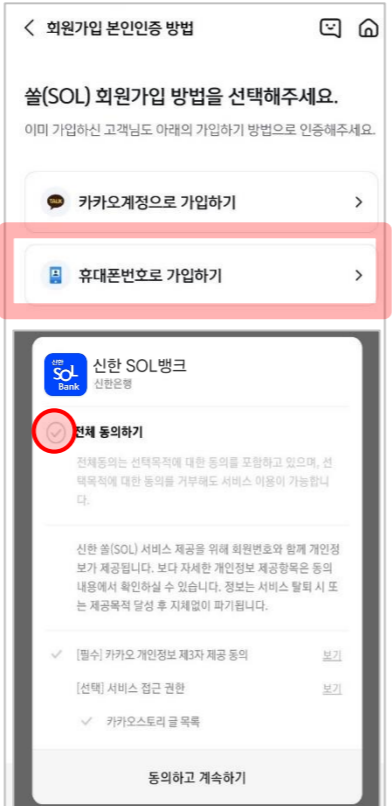 회원가입 본인인증 방법
쏠(SOL) 회원가입 방법을 선택해주세요.
이미 가입하신 고객님도 아래의 가입하기 방법으로 인증해주세요.
TALK 카카오계정으로 가입하기
휴대폰번호로 가입하기
신한
SOL
Bank
신한 SOL뱅크
신한은행
전체 동의하기
전체동의는 선택목적에 대한 동의를 포함하고 있으며, 선
택목적에 대한 동의를 거부해도 서비스 이용이 가능합니
다.
신한 쏠(SOL) 서비스 제공을 위해 회원번호와 함께 개인정
보가 제공됩니다. 보다 자세한 개인정보 제공항목은 동의
내용에서 확인하실 수 있습니다. 정보는 서비스 탈퇴 시 또
는 제공목적 달성 후 지체없이 파기됩니다.
[필수] 카카오 개인정보 제3자 제공 동의 보기
[선택] 서비스 접근 권한 보기
카카오스토리 글 목록
동의하고 계속하기